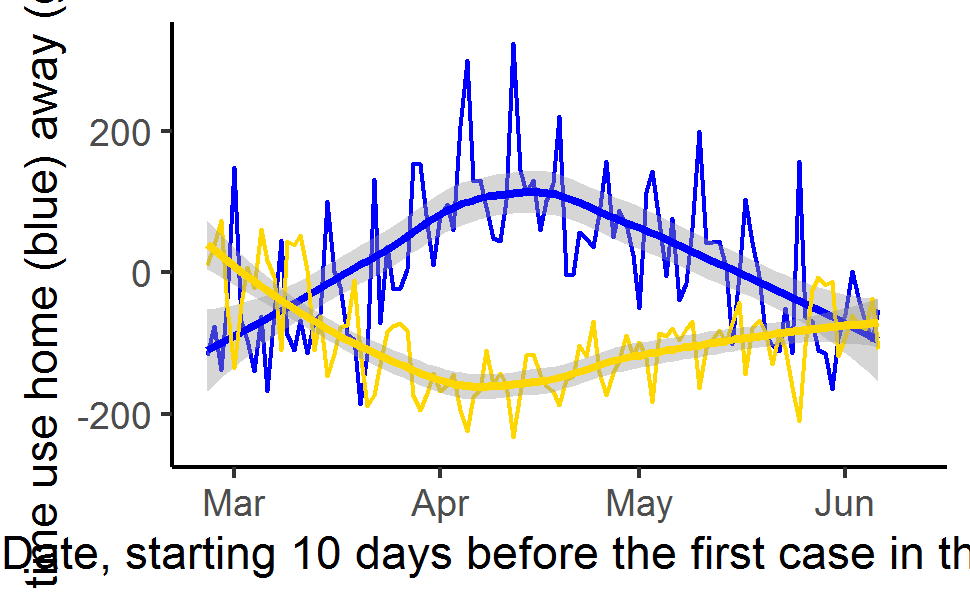 time use home (blue) away (
200
0
-200
Mar Apr May Jun
Date, starting 10 days before the first case in th